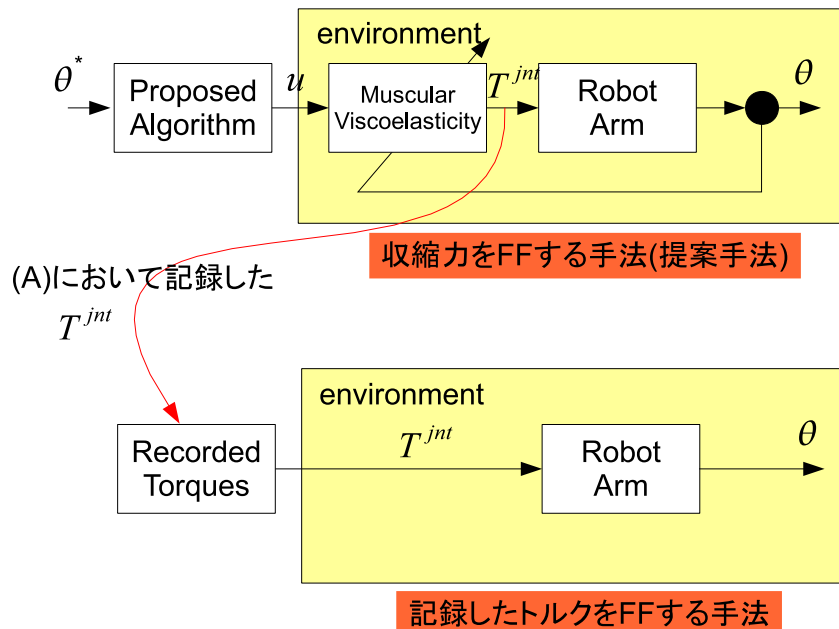 environment
θ*
Proposed
Algorithm
u
Muscular
Viscoelasticity
T^jnt
Robot
Arm
θ
収縮力をFFする手法(提案手法)
(A)において記録した
T^jnt
environment
Recorded
Torques
T^jnt
Robot
Arm
θ
記録したトルクをFFする手法